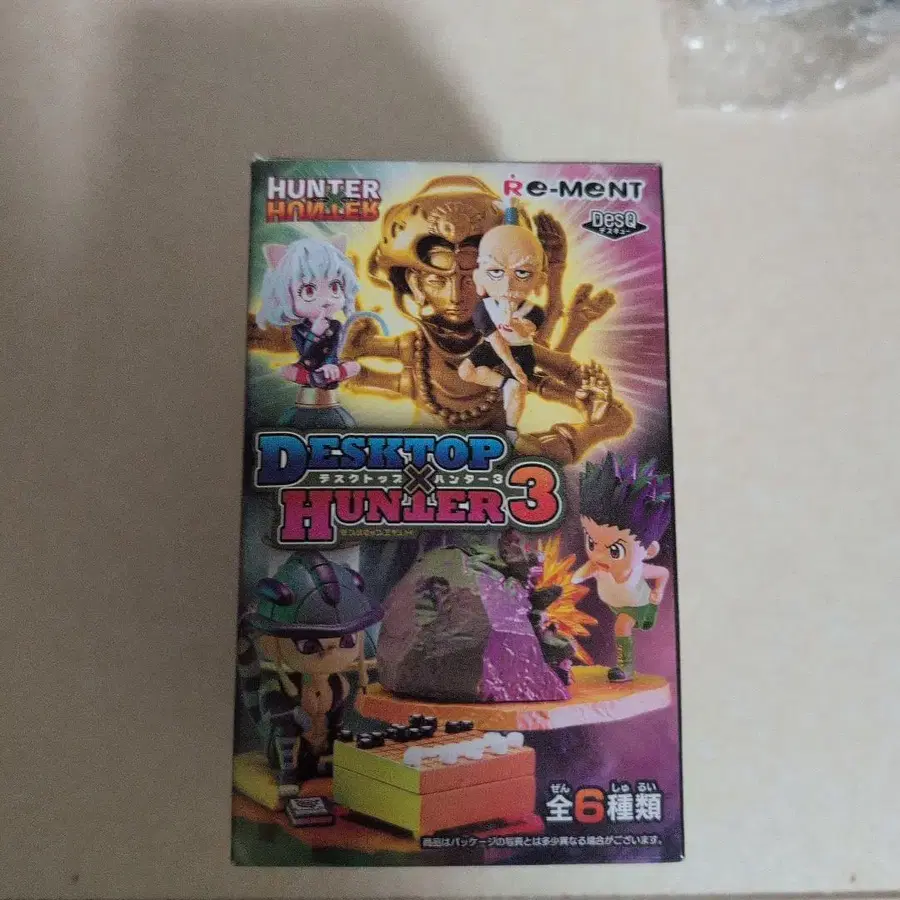 HUNTER
HUNTER
Re-MeNT
DesQ
デスキュー
DESKTOP
デスクトップ×ハンター3
HUNTER 3
ぜん しゅるい
全6種類
商品はパッケージの写真とは多少異なる場合がございます。